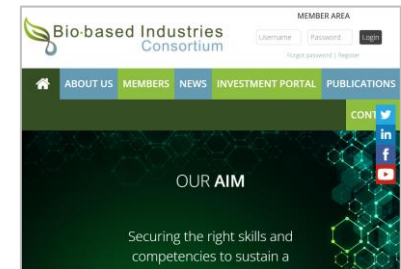 MEMBER AREA
Bio-based Industries
Consortium
Username Password Login
Forgot password | Register
ABOUT US MEMBERS NEWS INVESTMENT PORTAL PUBLICATIONS
CONT
in
f
OUR AIM
Securing the right skills and
competencies to sustain a